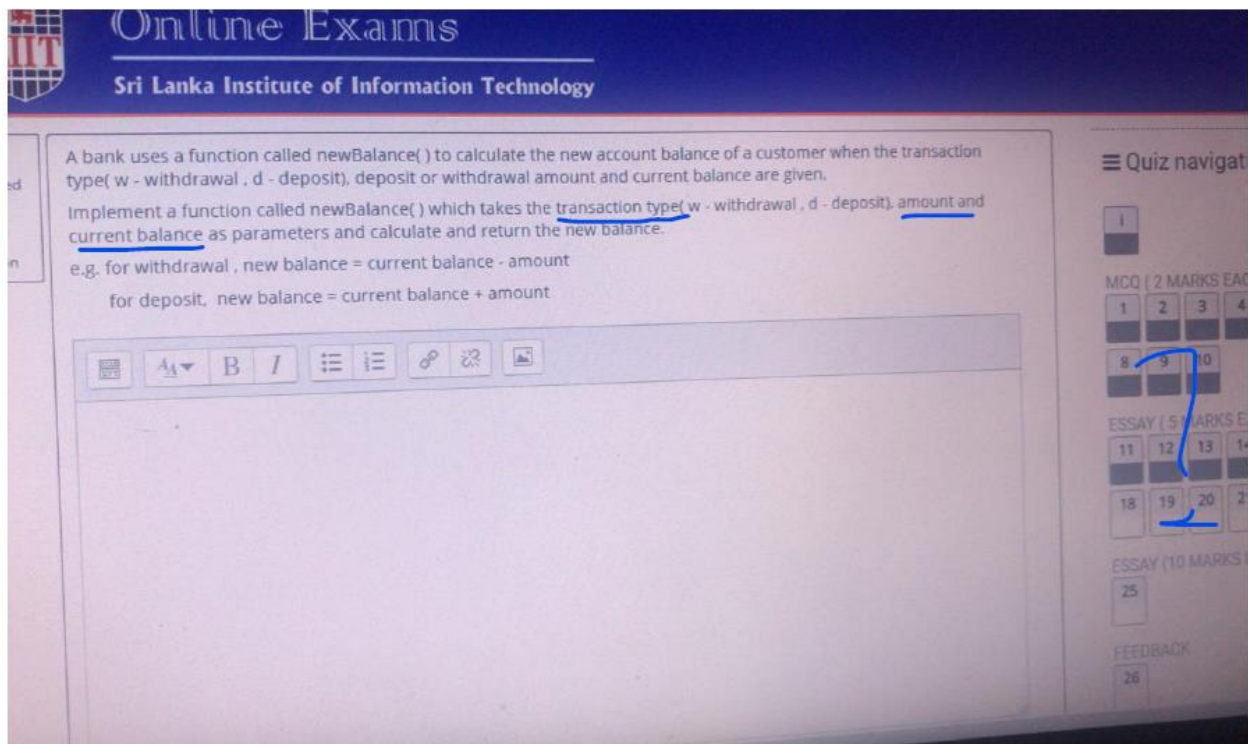 Online Exams
Sri Lanka Institute of Information Technology
A bank uses a function called newBalance( ) to calculate the new account balance of a customer when the transaction
type( w - withdrawal , d - deposit), deposit or withdrawal amount and current balance are given.
Implement a function called newBalance( ) which takes the transaction type( w - withdrawal , d - deposit), amount and
current balance as parameters and calculate and return the new balance.
e.g. for withdrawal , new balance = current balance - amount
for deposit, new balance = current balance + amount
B I
Quiz navigat
i
MCQ ( 2 MARKS EAC
1 2 3 4
8 9 10
ESSAY ( 5 MARKS E
11 12 13
18 19 20 2
ESSAY (10 MARKS
25
FEEDBACK
26